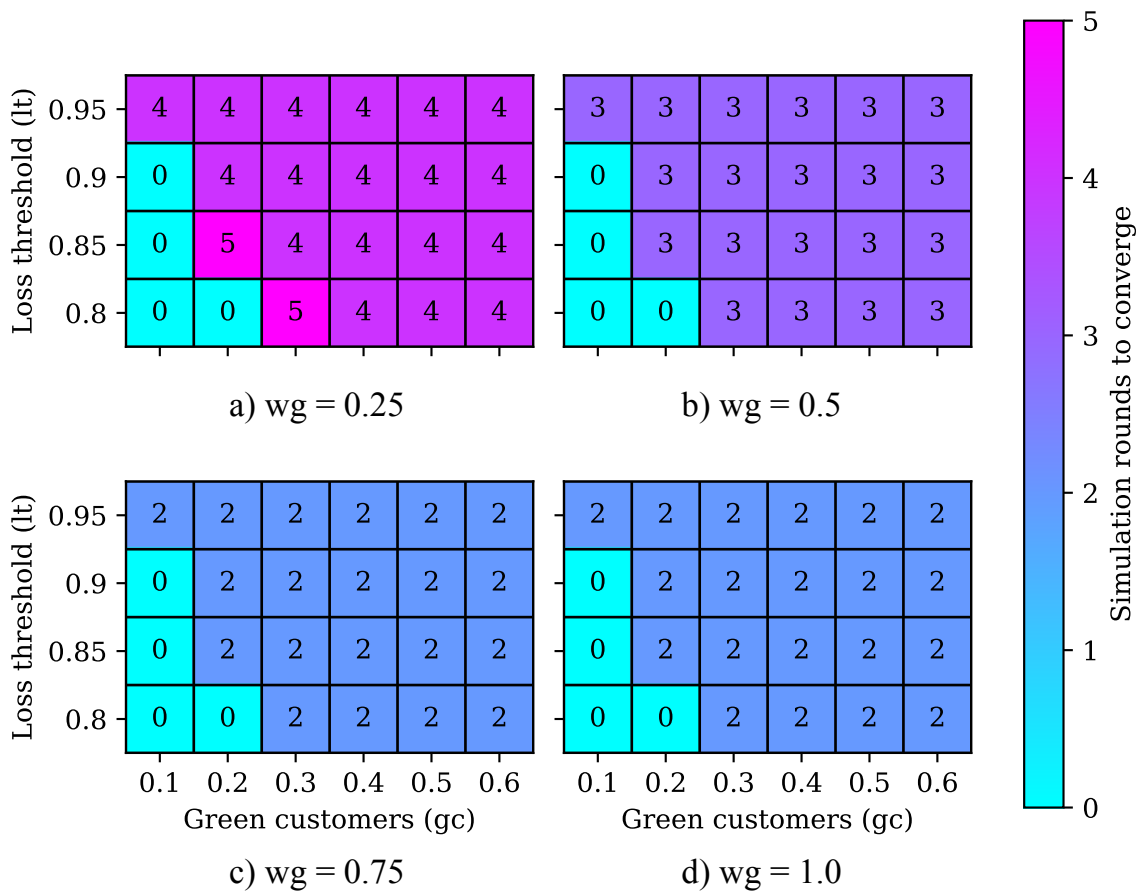 Loss threshold (lt)
0.95 4 4 4 4 4 4
0.9 0 4 4 4 4 4
0.85 0 5 4 4 4 4
0.8 0 0 5 4 4 4
a) wg = 0.25
3 3 3 3 3 3
0 3 3 3 3 3
0 3 3 3 3 3
0 0 3 3 3 3
b) wg = 0.5
Loss threshold (lt)
0.95 2 2 2 2 2 2
0.9 0 2 2 2 2 2
0.85 0 2 2 2 2 2
0.8 0 0 2 2 2 2
0.1 0.2 0.3 0.4 0.5 0.6
Green customers (gc)
c) wg = 0.75
2 2 2 2 2 2
0 2 2 2 2 2
0 2 2 2 2 2
0 0 2 2 2 2
0.1 0.2 0.3 0.4 0.5 0.6
Green customers (gc)
d) wg = 1.0
5
4
3
2
1
0
Simulation rounds to converge